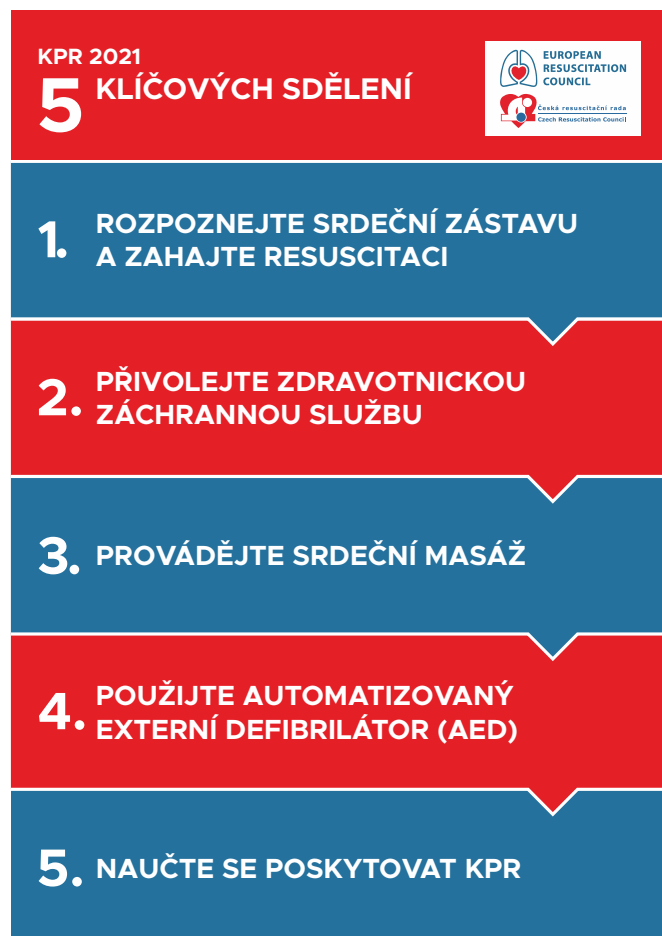 KPR 2021
5 KLÍČOVÝCH SDĚLENÍ
EUROPEAN
RESUSCITATION
COUNCIL
Česká resuscitační rada
Czech Resuscitation Council
1. ROZPOZNEJTE SRDEČNÍ ZÁSTAVU
A ZAHAJTE RESUSCITACI
2. PŘIVOLEJTE ZDRAVOTNICKOU
ZÁCHRANNOU SLUŽBU
3. PROVÁDĚJTE SRDEČNÍ MASÁŽ
4. POUŽIJTE AUTOMATIZOVANÝ
EXTERNÍ DEFIBRILÁTOR (AED)
5. NAUČTE SE POSKYTOVAT KPR